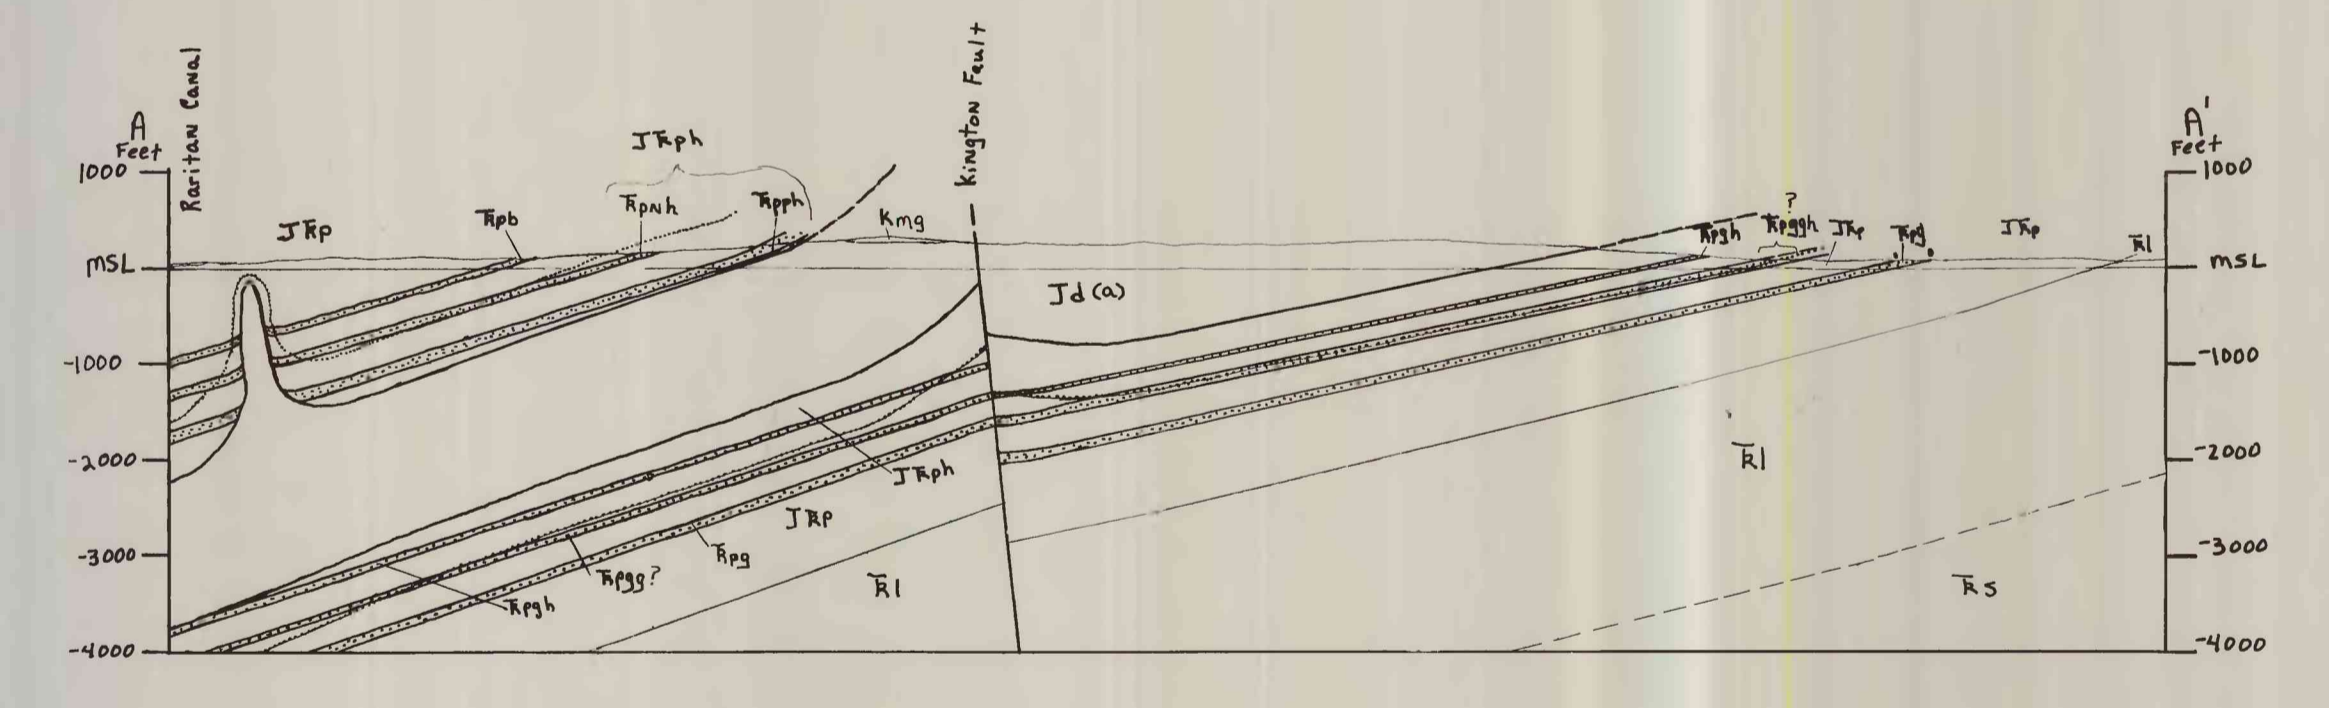 Raritan Canal
Kington Fault
A
Feet
1000
MSL
-1000
-2000
-3000
-4000
A'
Feet
1000
MSL
-1000
-2000
-3000
-4000
JTRph
JTRp
TRpb
TRpNh
TRpph
Kmg
?
TRpgh
TRpggh
JTRp
TRpg
JTRp
TRl
Jd (a)
JTRph
JTRp
TRpg
TRpgg?
TRpgh
TRl
TRl
TRS